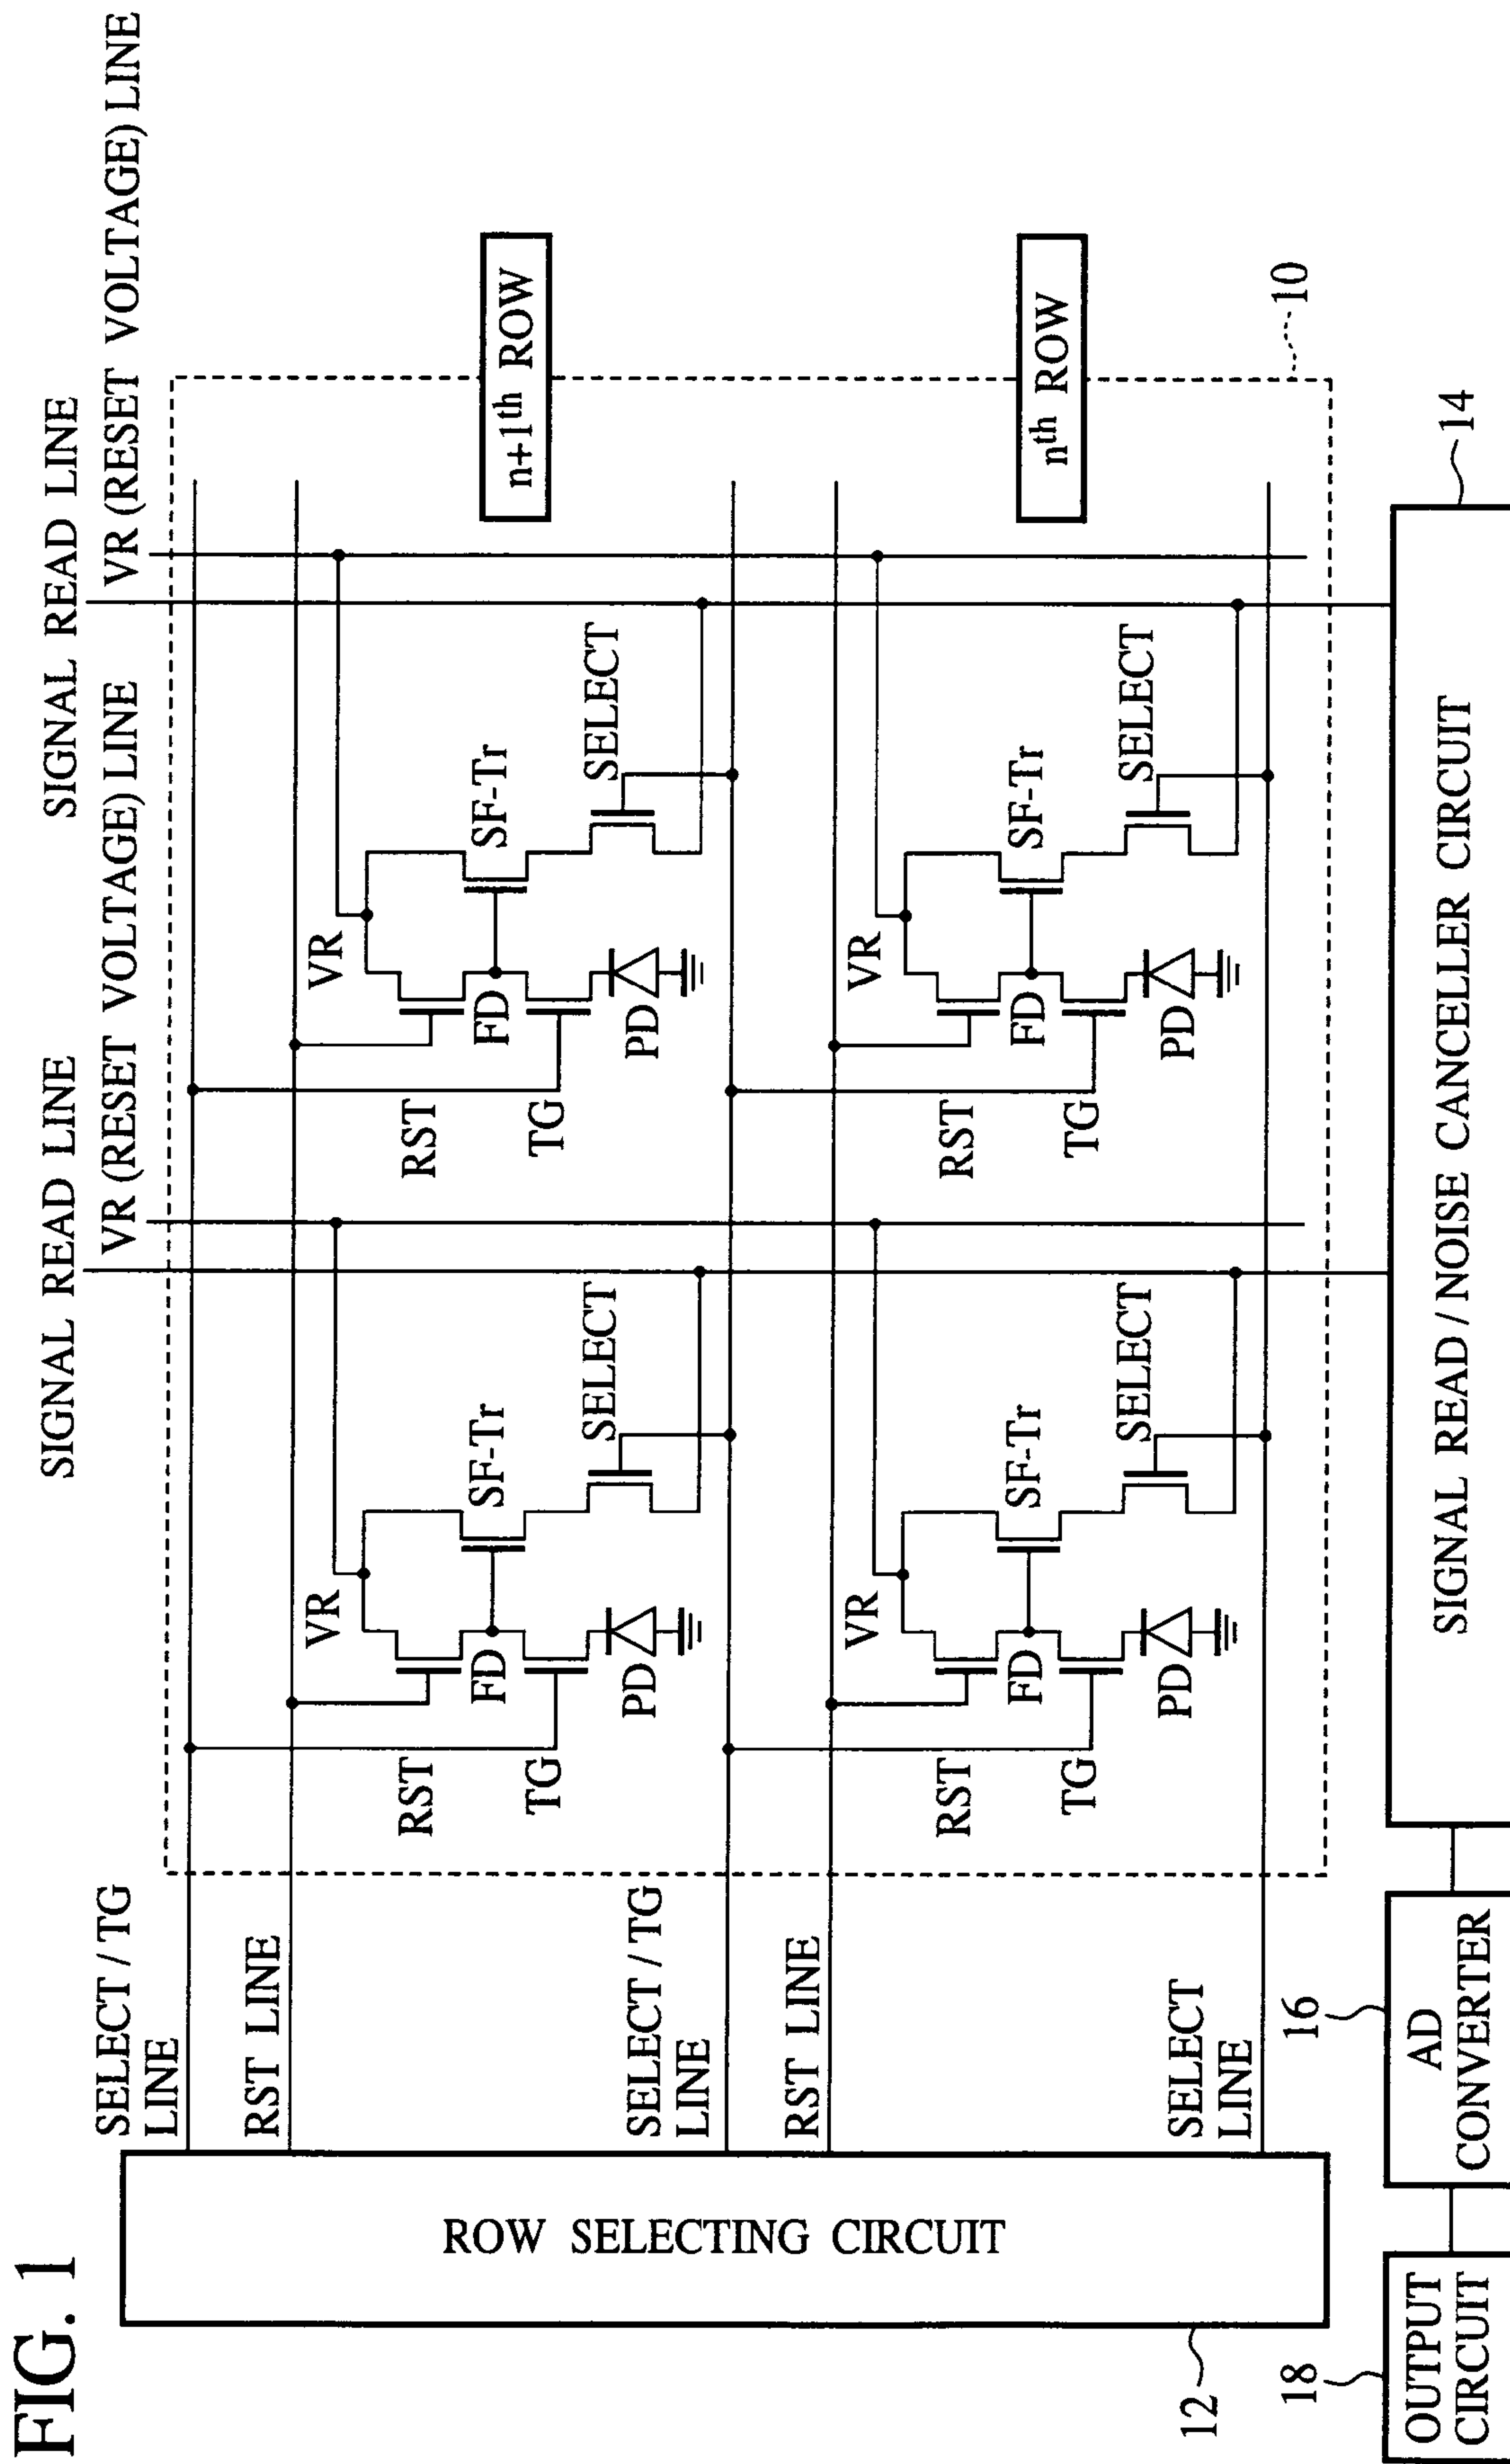 FIG. 1
SIGNAL READ LINE
VR (RESET VOLTAGE) LINE
SIGNAL READ LINE
VR (RESET VOLTAGE) LINE
SELECT / TG
LINE
RST LINE
VR
RST
FD
SF-Tr
TG
PD
SELECT
VR
RST
FD
SF-Tr
TG
PD
SELECT
n+1th ROW
SELECT / TG
LINE
RST LINE
VR
RST
FD
SF-Tr
TG
PD
SELECT
VR
RST
FD
SF-Tr
TG
PD
SELECT
nth ROW
SELECT
LINE
ROW SELECTING CIRCUIT
12
10
18
OUTPUT
CIRCUIT
16
AD
CONVERTER
14
SIGNAL READ / NOISE CANCELLER CIRCUIT